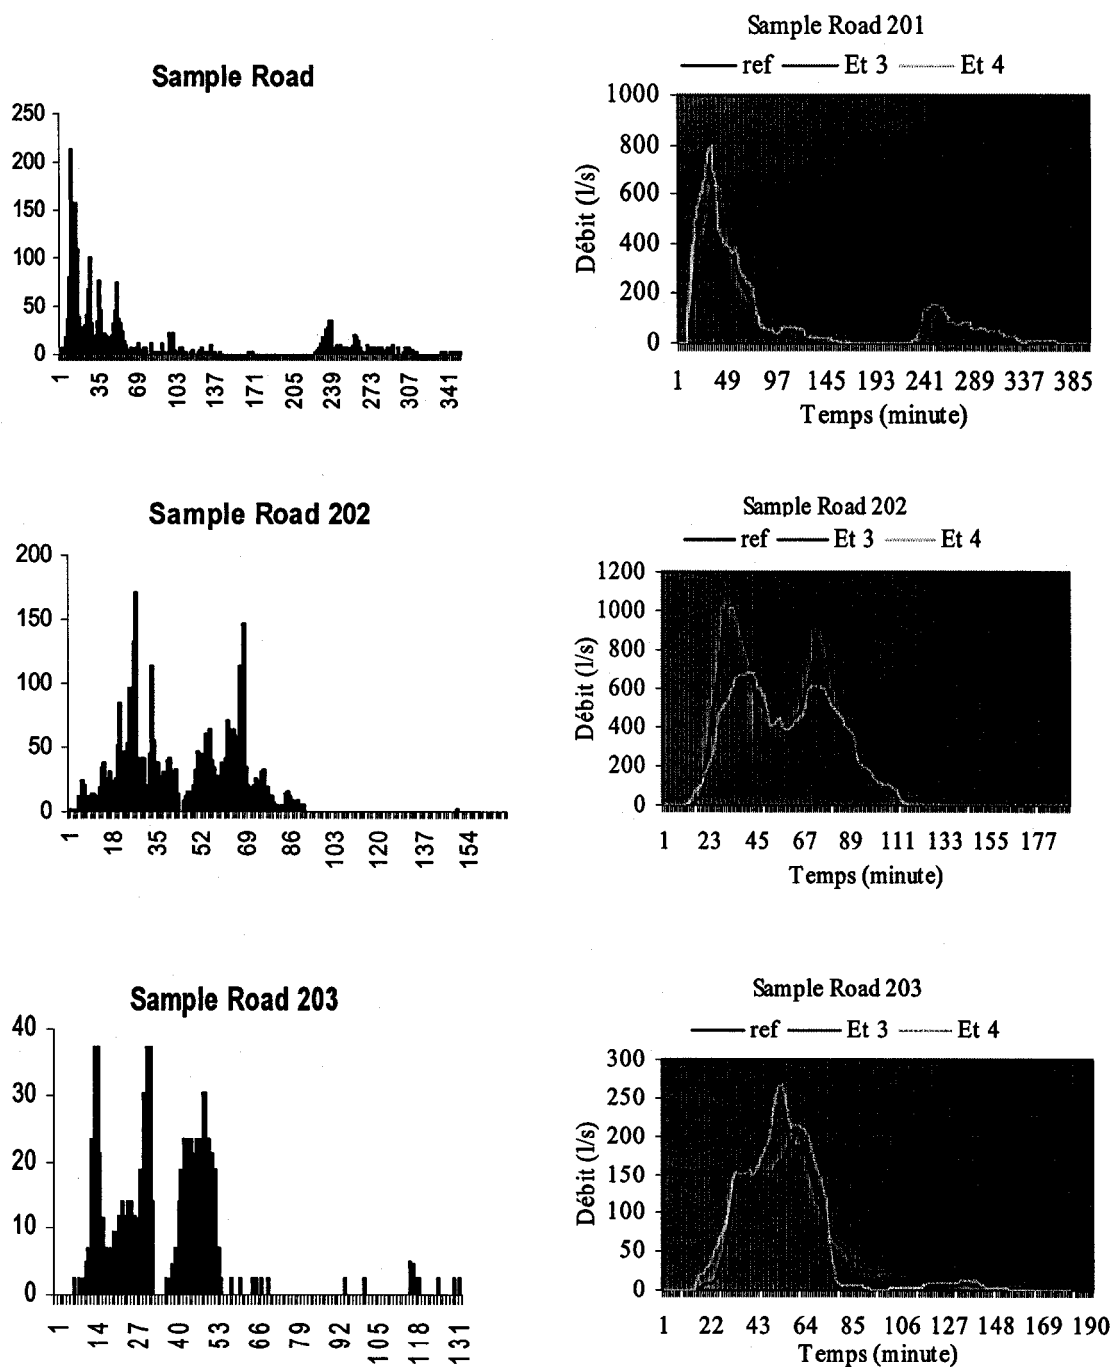 Sample Road
250
200
150
100
50
0
1 35 69 103 137 171 205 239 273 307 341
Sample Road 201
ref Et 3 Et 4
1000
800
600
400
200
0
Débit (l/s)
1 49 97 145 193 241 289 337 385
Temps (minute)
Sample Road 202
200
150
100
50
0
1 18 35 52 69 86 103 120 137 154
Sample Road 202
ref Et 3 Et 4
1200
1000
800
600
400
200
0
Débit (l/s)
1 23 45 67 89 111 133 155 177
Temps (minute)
Sample Road 203
40
30
20
10
0
1 14 27 40 53 66 79 92 105 118 131
Sample Road 203
ref Et 3 Et 4
300
250
200
150
100
50
0
Débit (l/s)
1 22 43 64 85 106 127 148 169 190
Temps (minute)